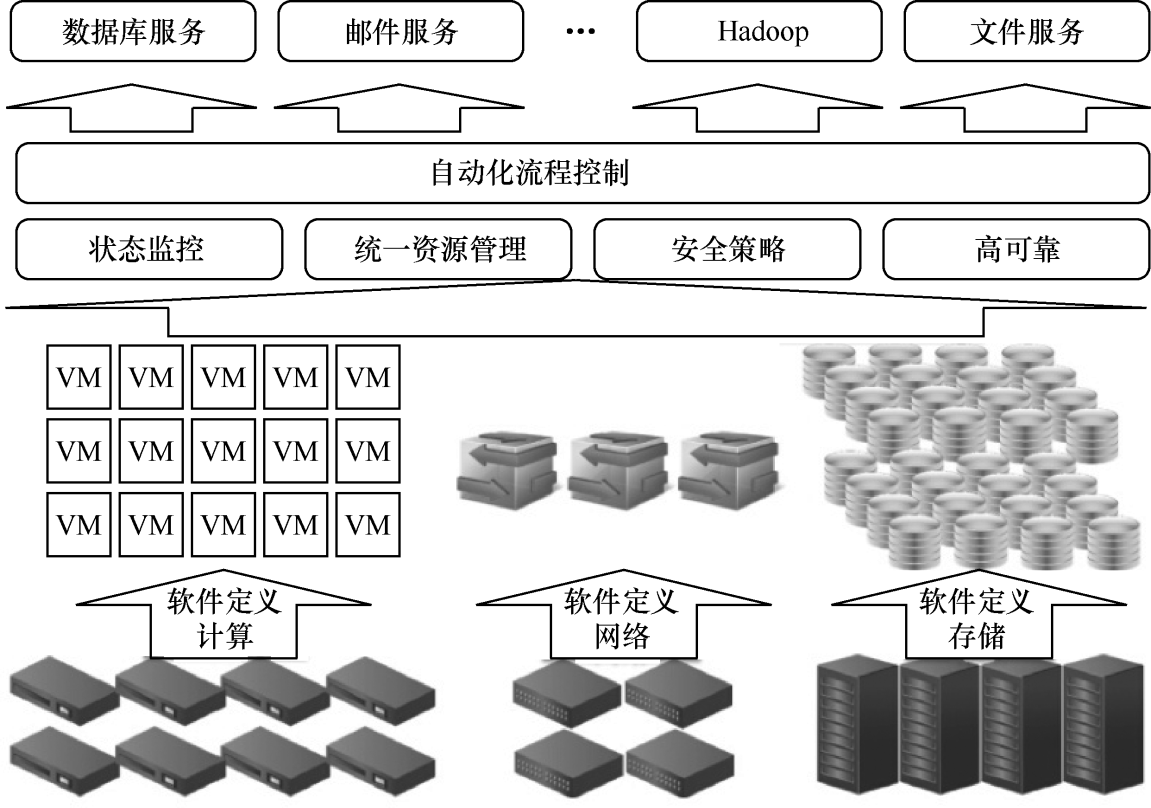 数据库服务
邮件服务
...
Hadoop
文件服务
自动化流程控制
状态监控
统一资源管理
安全策略
高可靠
VM VM VM VM VM
VM VM VM VM VM
VM VM VM VM VM
软件定义
计算
软件定义
网络
软件定义
存储